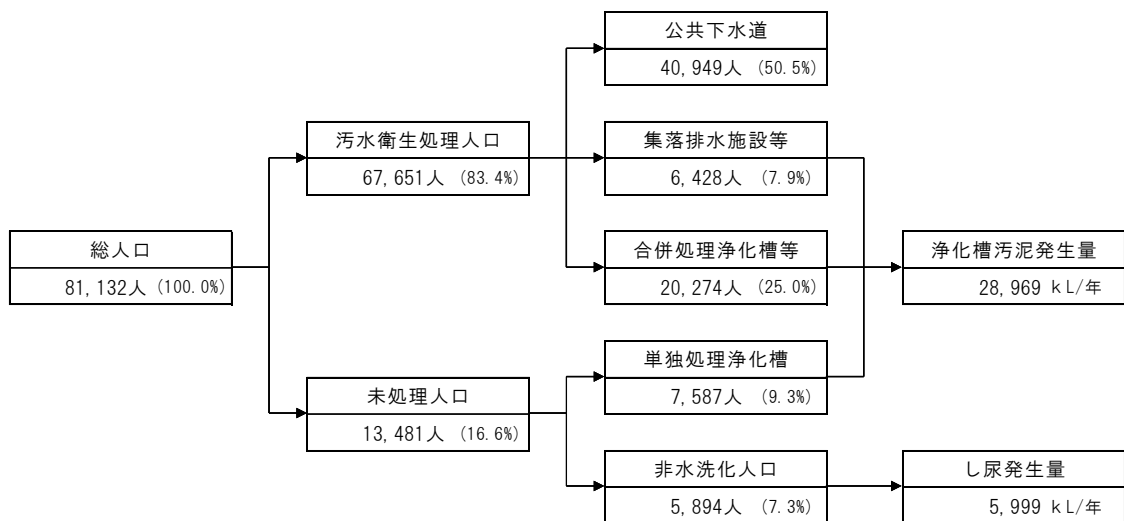 公共下水道
40,949人 (50.5%)
汚水衛生処理人口
67,651人 (83.4%)
集落排水施設等
6,428人 (7.9%)
総人口
81,132人 (100.0%)
合併処理浄化槽等
20,274人 (25.0%)
浄化槽汚泥発生量
28,969 kL/年
未処理人口
13,481人 (16.6%)
単独処理浄化槽
7,587人 (9.3%)
非水洗化人口
5,894人 (7.3%)
し尿発生量
5,999 kL/年